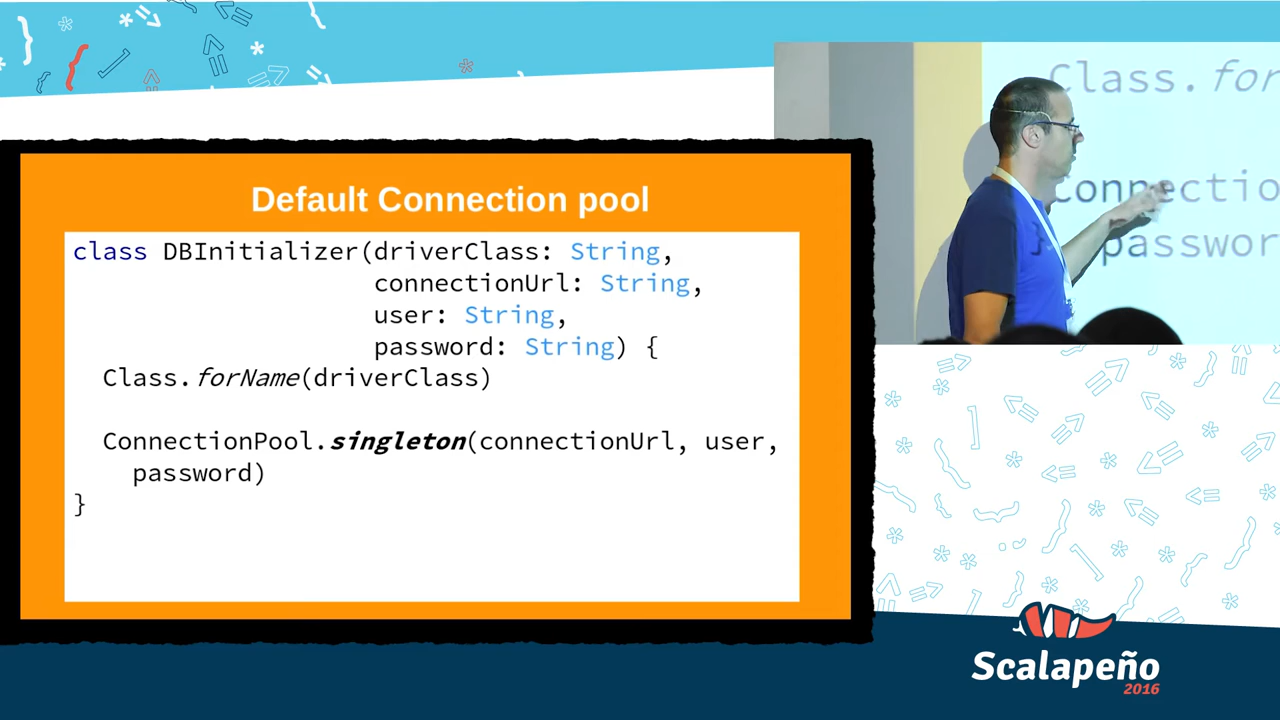 Default Connection pool
class DBInitializer(driverClass: String,
connectionUrl: String,
user: String,
password: String) {
Class.forName(driverClass)
ConnectionPool.singleton(connectionUrl, user,
password)
}
Class.for
Connectio
passwor
}
Scalapeño
2016